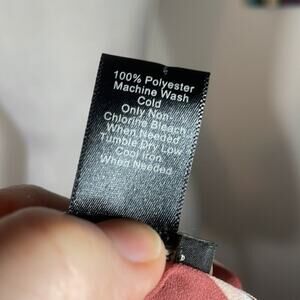 100% Polyester
Machine Wash
Cold
Only Non-
Chlorine Bleach
When Needed
Tumble Dry Low
Cool Iron
When Needed